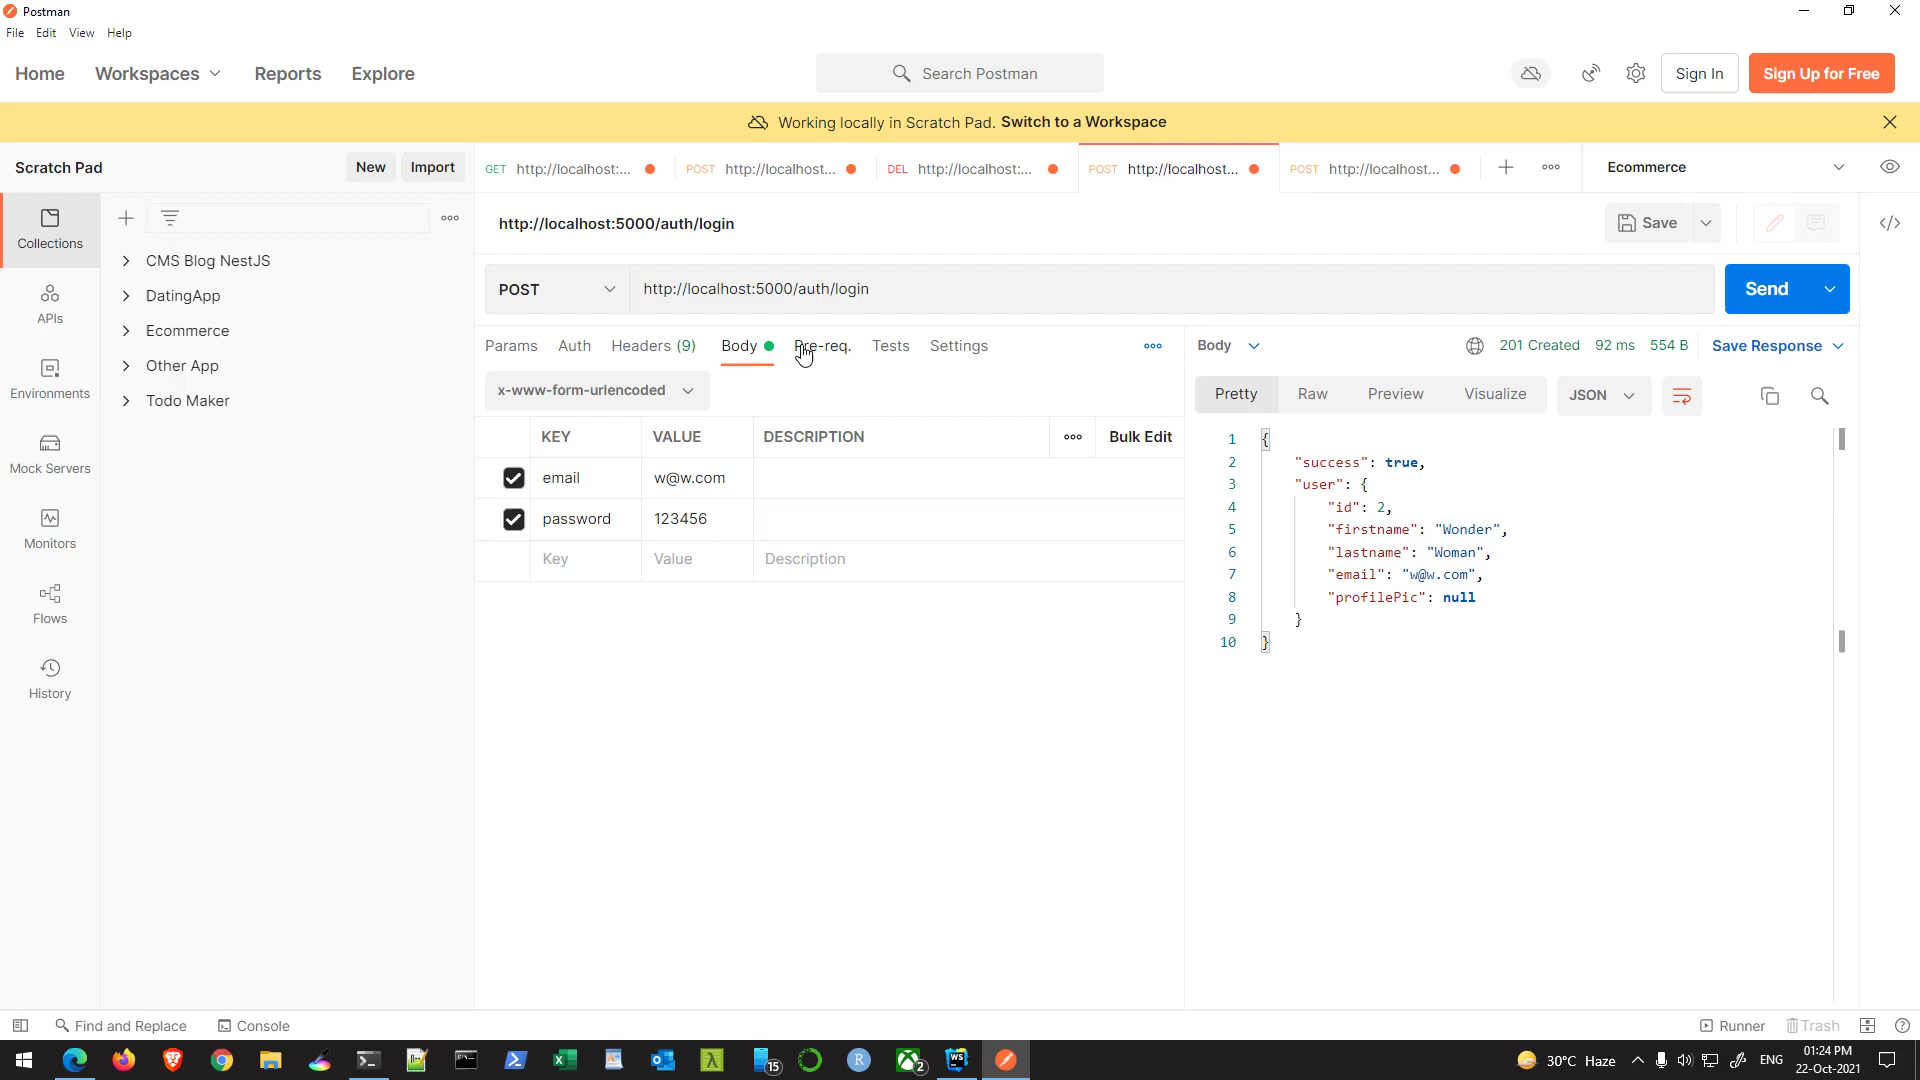 Postman
File Edit View Help
Home Workspaces Reports Explore
Search Postman
Sign In
Sign Up for Free
Working locally in Scratch Pad. Switch to a Workspace
Scratch Pad
New
Import
GET http://localhost:...
POST http://localhost...
DEL http://localhost:...
POST http://localhost...
POST http://localhost...
Ecommerce
Collections
APIs
Environments
Mock Servers
Monitors
Flows
History
CMS Blog NestJS
DatingApp
Ecommerce
Other App
Todo Maker
http://localhost:5000/auth/login
Save
POST http://localhost:5000/auth/login
Send
Params Auth Headers (9) Body Pre-req. Tests Settings
x-www-form-urlencoded
KEY VALUE DESCRIPTION Bulk Edit
email w@w.com
password 123456
Key Value Description
Body 201 Created 92 ms 554 B Save Response
Pretty Raw Preview Visualize JSON
1 {
2 "success": true,
3 "user": {
4 "id": 2,
5 "firstname": "Wonder",
6 "lastname": "Woman",
7 "email": "w@w.com",
8 "profilePic": null
9 }
10 }
Find and Replace Console
Runner Trash
15
R
2
WS
30°C Haze
ENG
01:24 PM
22-Oct-2021